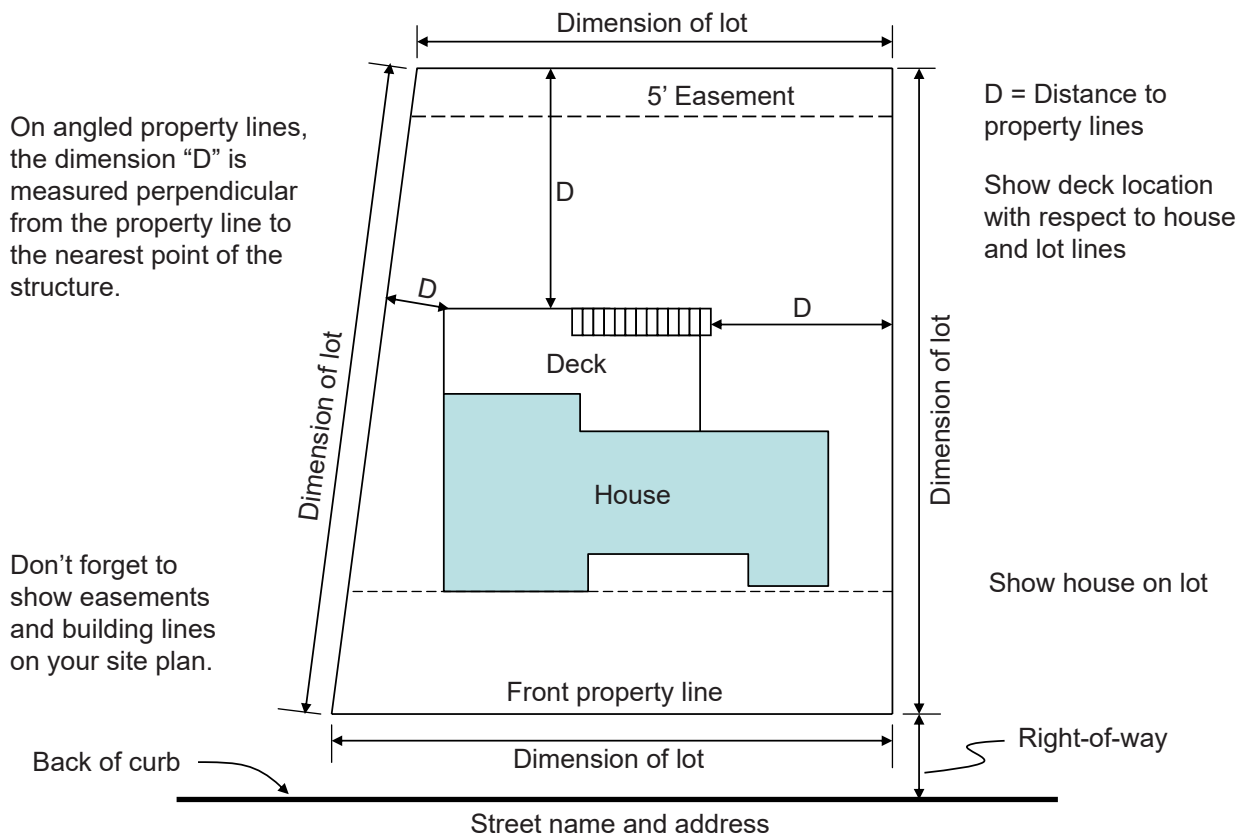 Dimension of lot
5’ Easement
D = Distance to
property lines
On angled property lines,
the dimension “D” is
measured perpendicular
from the property line to
the nearest point of the
structure.
Show deck location
with respect to house
and lot lines
D
D
D
Deck
Dimension of lot
Dimension of lot
House
Don’t forget to
show easements
and building lines
on your site plan.
Show house on lot
Front property line
Right-of-way
Dimension of lot
Back of curb
Street name and address